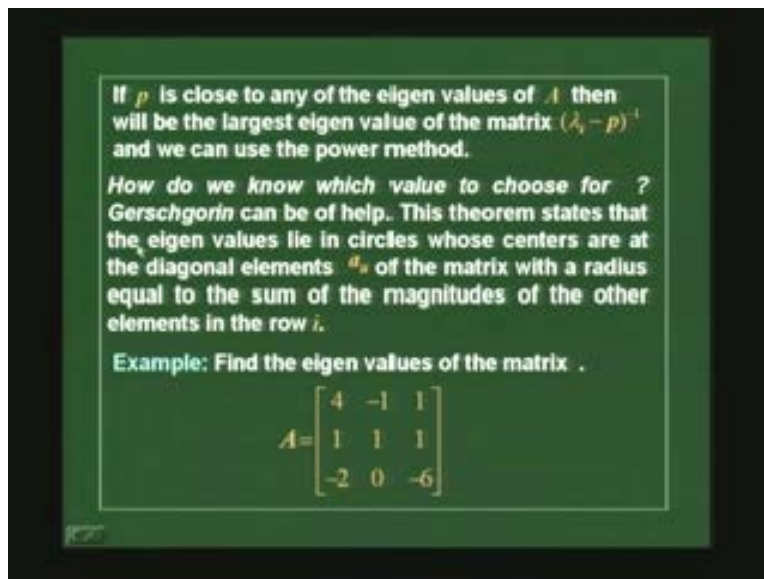 If p is close to any of the eigen values of A then
will be the largest eigen value of the matrix (λᵢ-p)⁻¹
and we can use the power method.
How do we know which value to choose for ?
Gerschgorin can be of help. This theorem states that
the eigen values lie in circles whose centers are at
the diagonal elements aᵢᵢ of the matrix with a radius
equal to the sum of the magnitudes of the other
elements in the row i.
Example: Find the eigen values of the matrix .
4 -1 1
A= 1 1 1
-2 0 -6